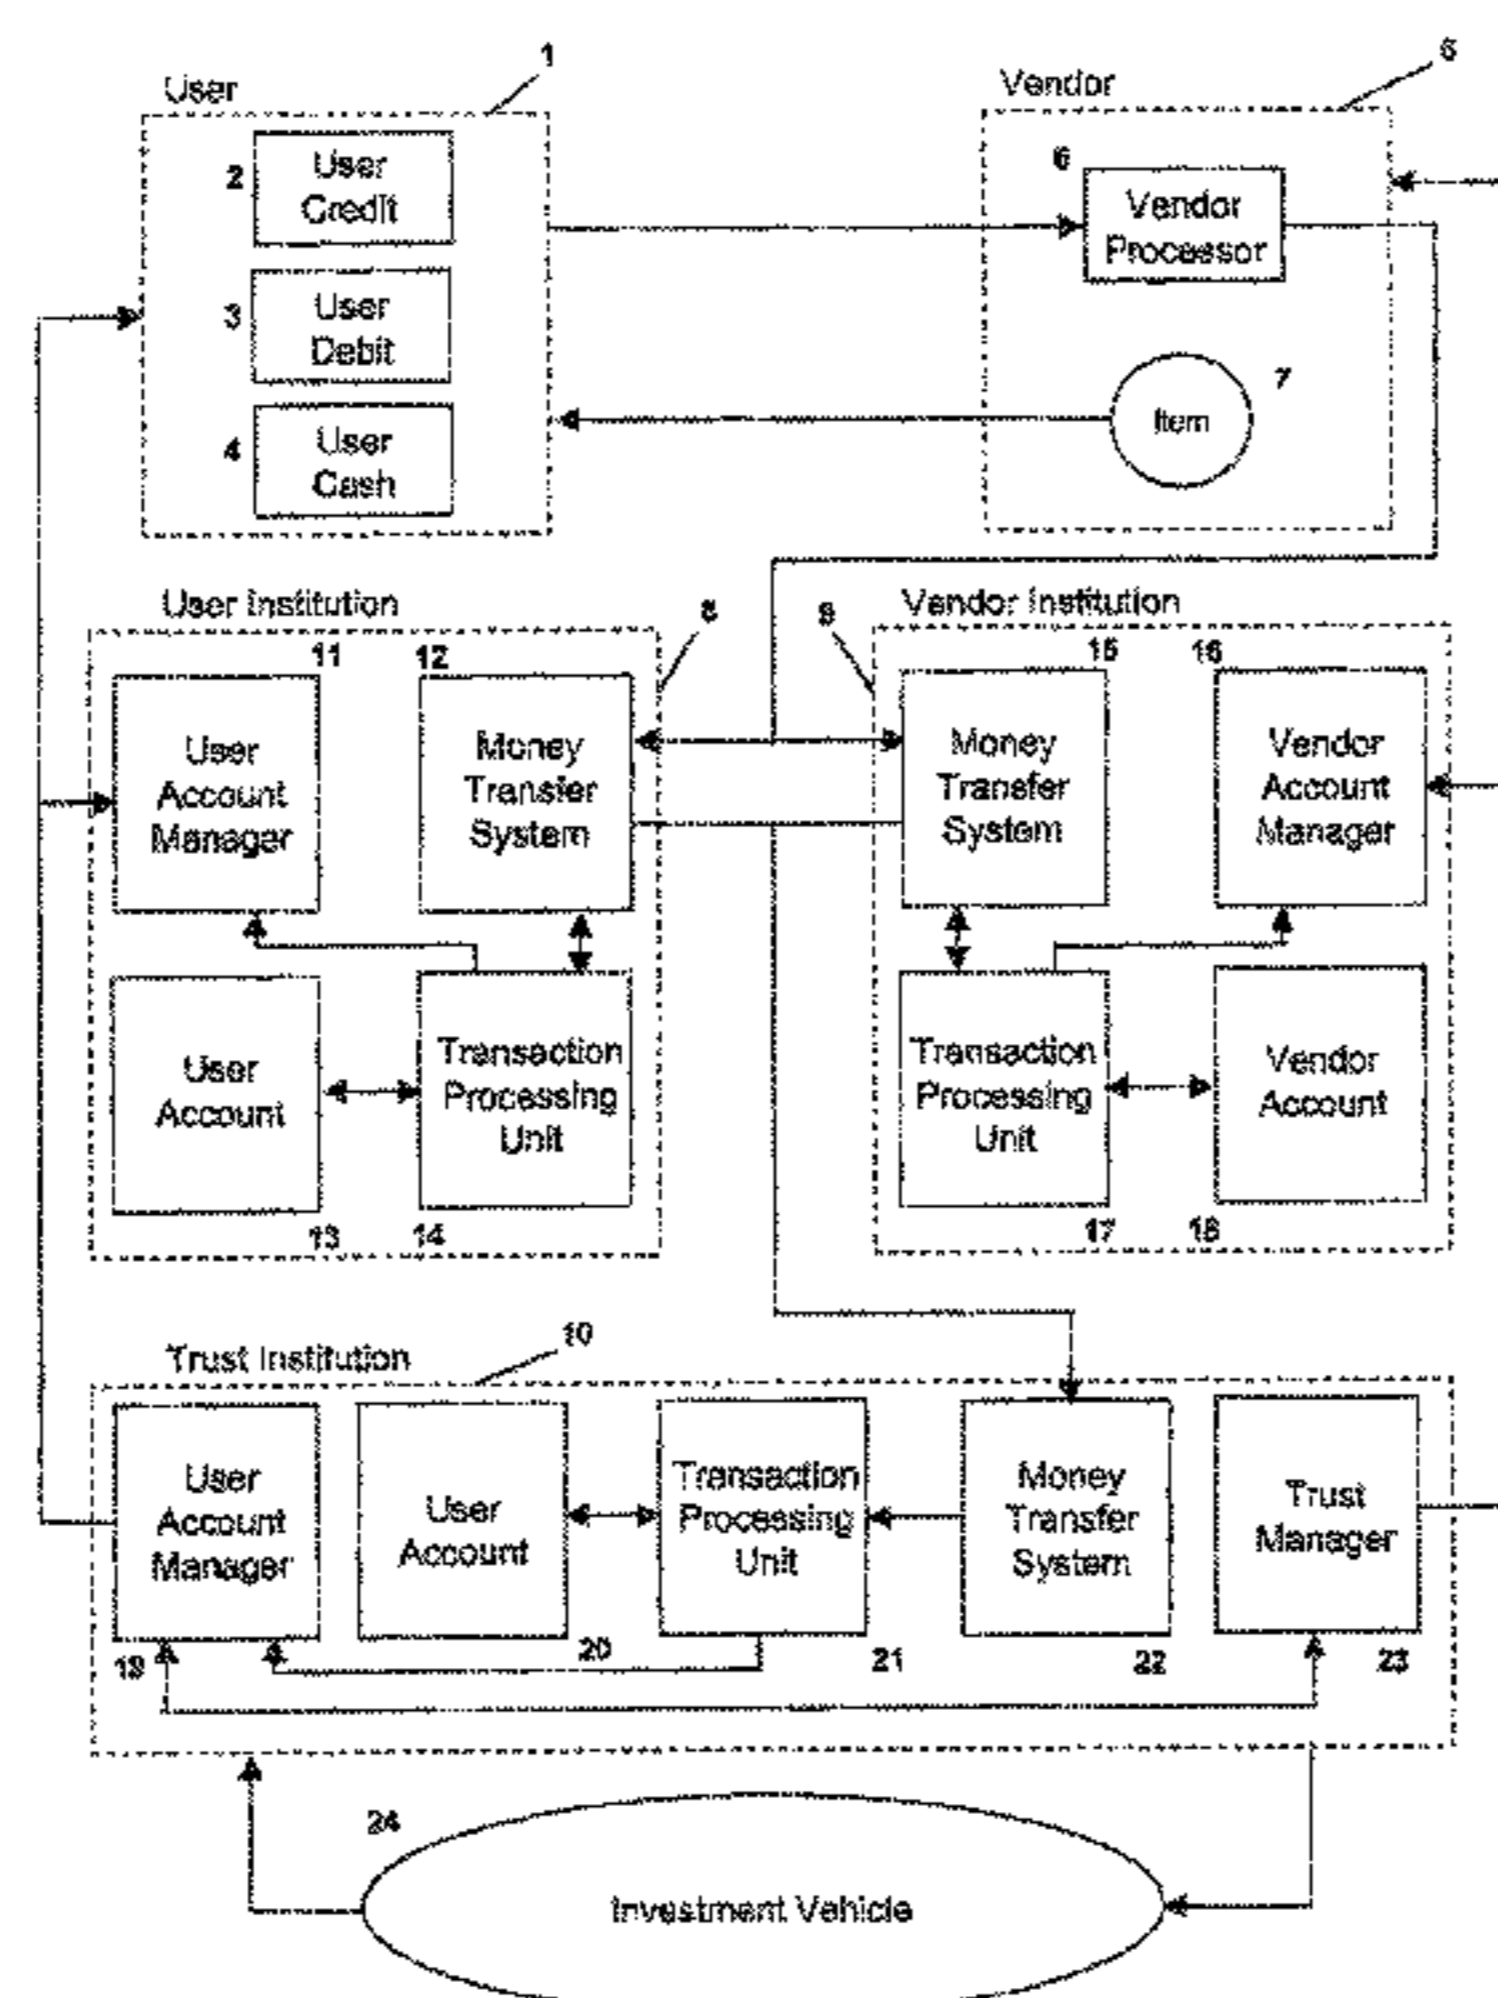 1
User
2
User
Credit
3
User
Debit
4
User
Cash
5
Vendor
6
Vendor
Processor
7
Item
User Institution
8
11
User
Account
Manager
12
Money
Transfer
System
User
Account
13
Transaction
Processing
Unit
14
Vendor Institution
9
15
Money
Transfer
System
16
Vendor
Account
Manager
Transaction
Processing
Unit
17
Vendor
Account
18
Trust Institution
10
User
Account
Manager
19
User
Account
20
Transaction
Processing
Unit
21
Money
Transfer
System
22
Trust
Manager
23
24
Investment Vehicle